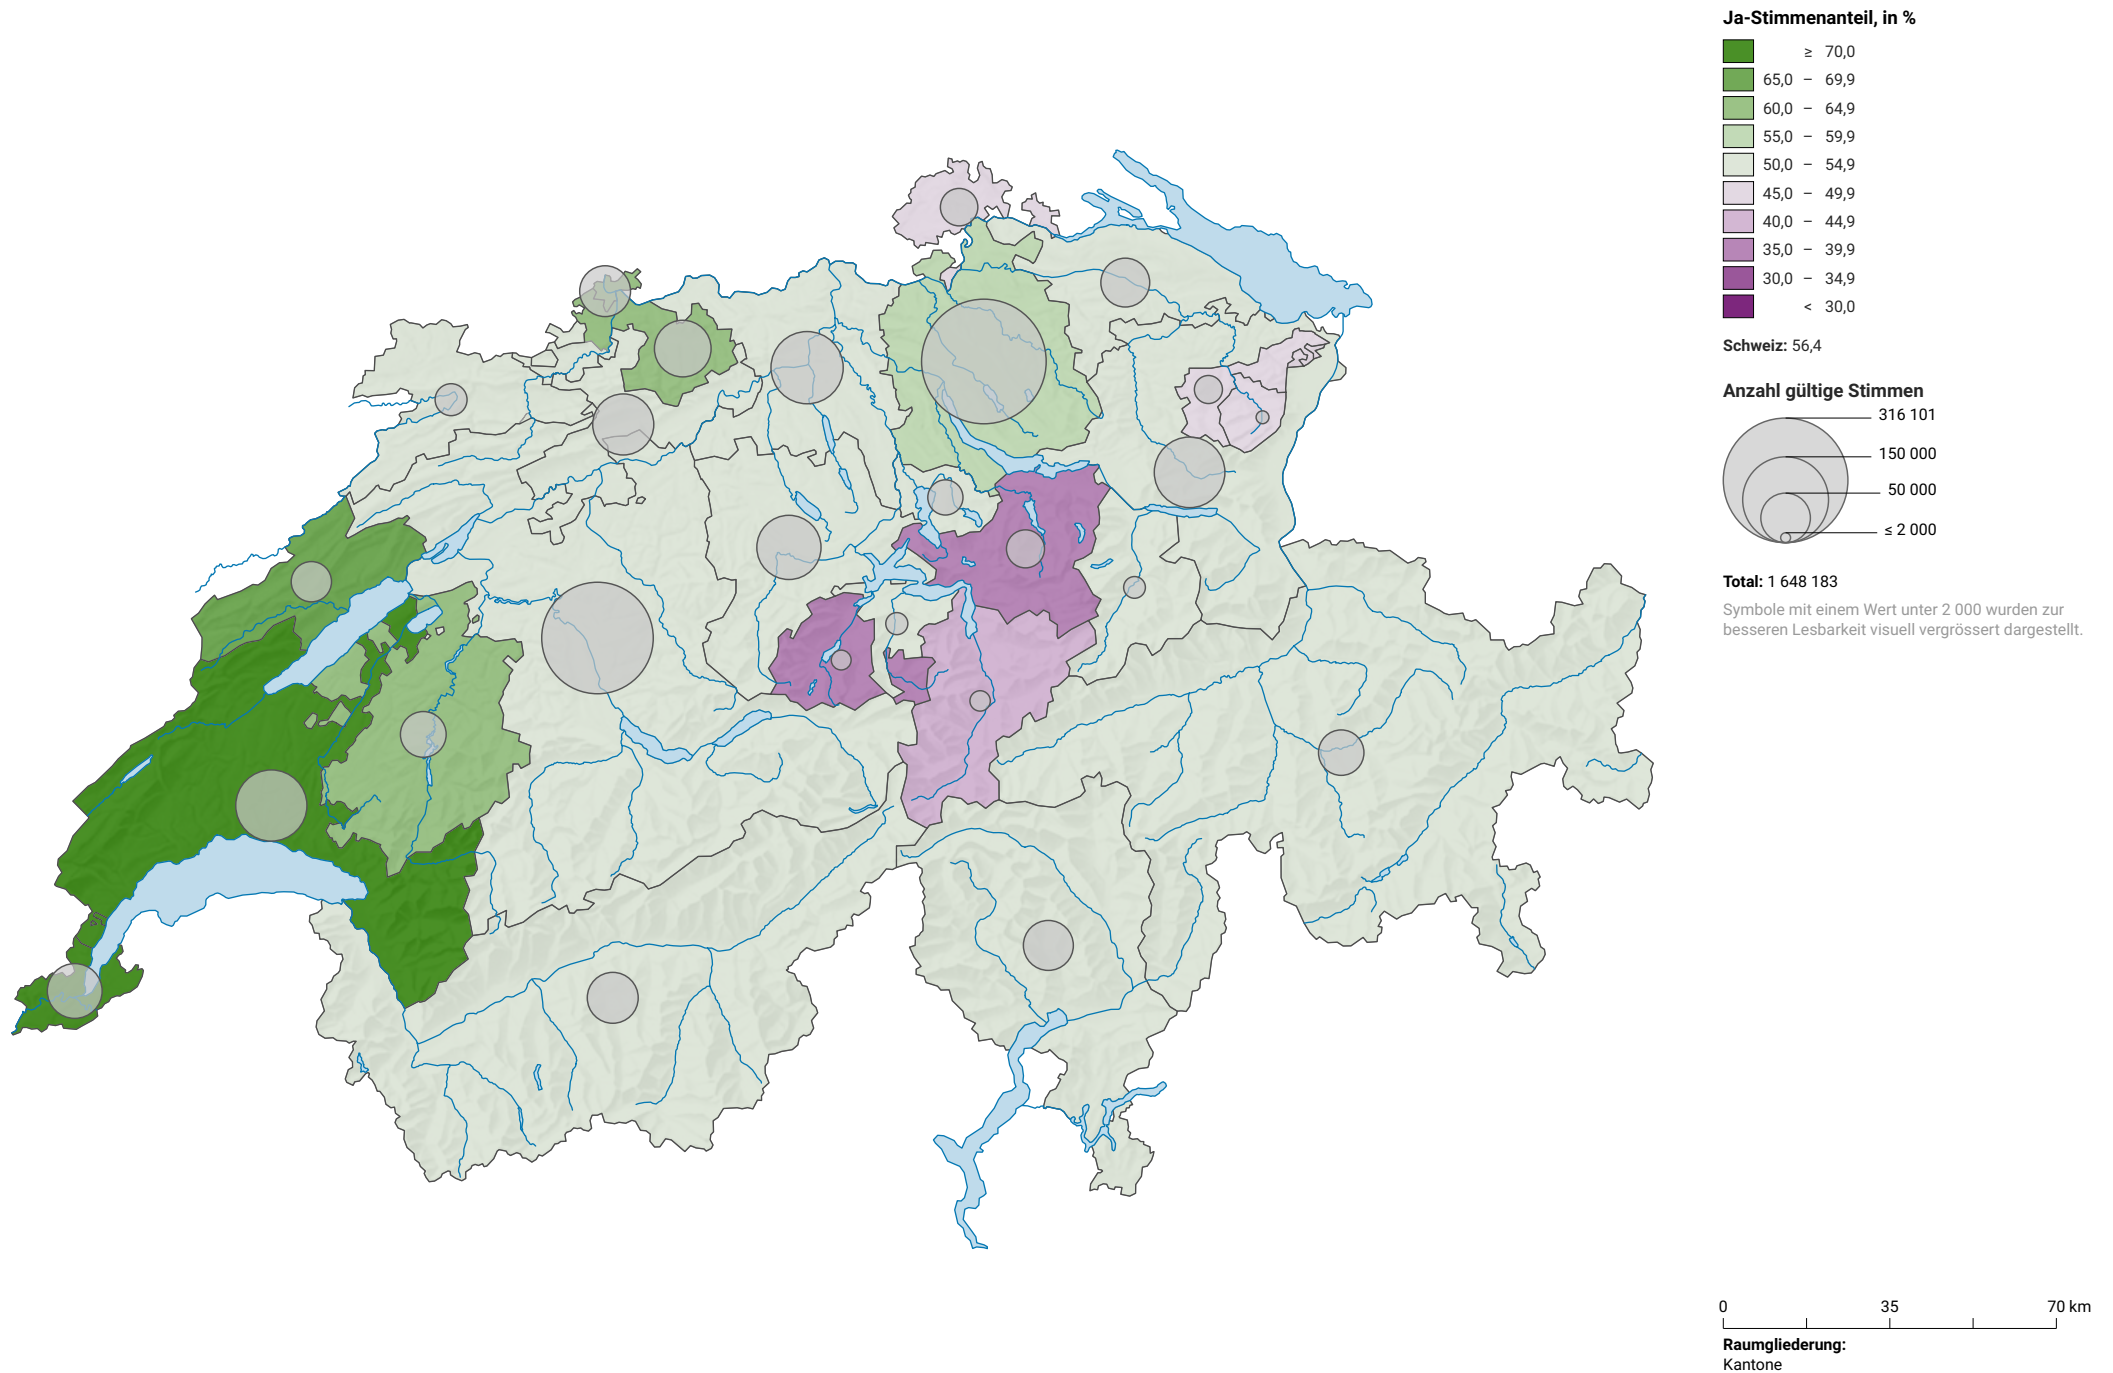 Ja-Stimmenanteil, in %
≥ 70,0
65,0 – 69,9
60,0 – 64,9
55,0 – 59,9
50,0 – 54,9
45,0 – 49,9
40,0 – 44,9
35,0 – 39,9
30,0 – 34,9
< 30,0
Schweiz: 56,4
Anzahl gültige Stimmen
316 101
150 000
50 000
≤ 2 000
Total: 1 648 183
Symbole mit einem Wert unter 2 000 wurden zur
besseren Lesbarkeit visuell vergrössert dargestellt.
0 35 70 km
Raumgliederung:
Kantone